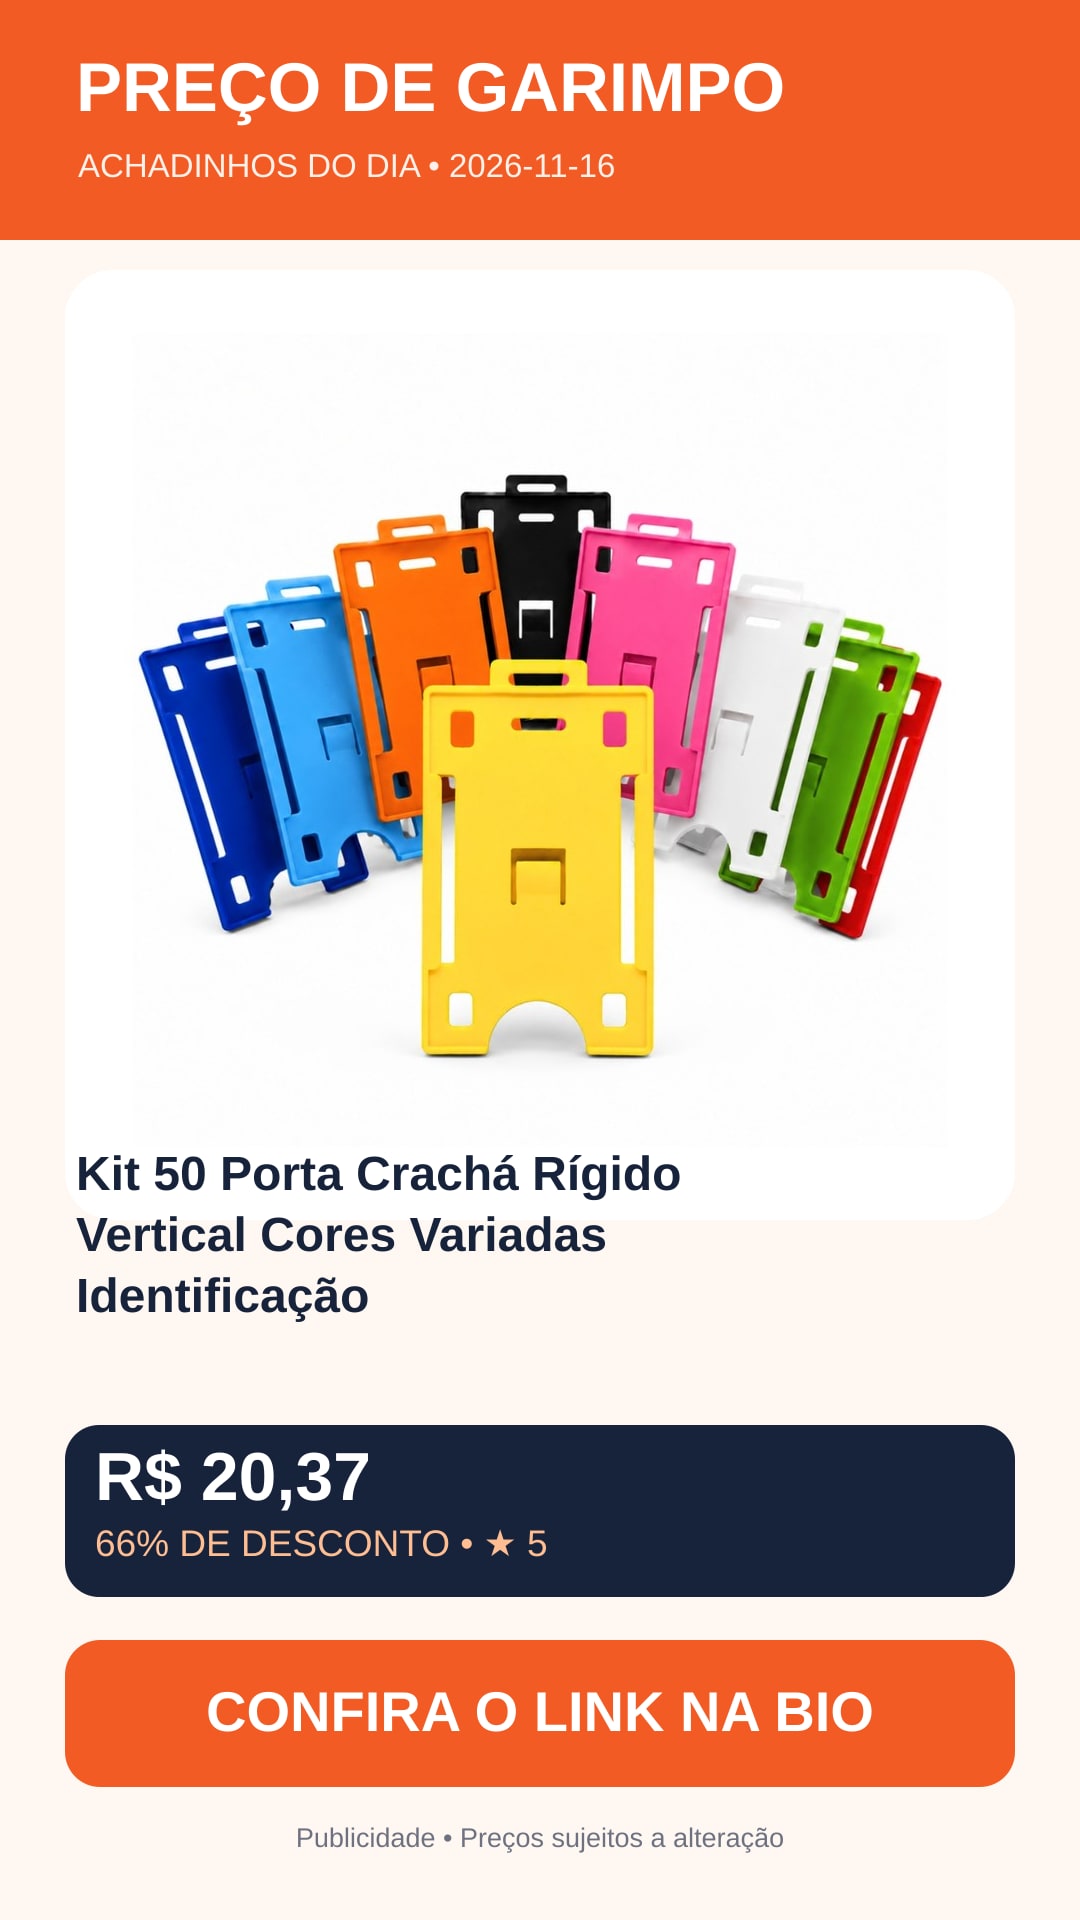 PREÇO DE GARIMPO
ACHADINHOS DO DIA • 2026-11-16
Kit 50 Porta Crachá Rígido
Vertical Cores Variadas
Identificação
R$ 20,37
66% DE DESCONTO • ★ 5
CONFIRA O LINK NA BIO
Publicidade • Preços sujeitos a alteração